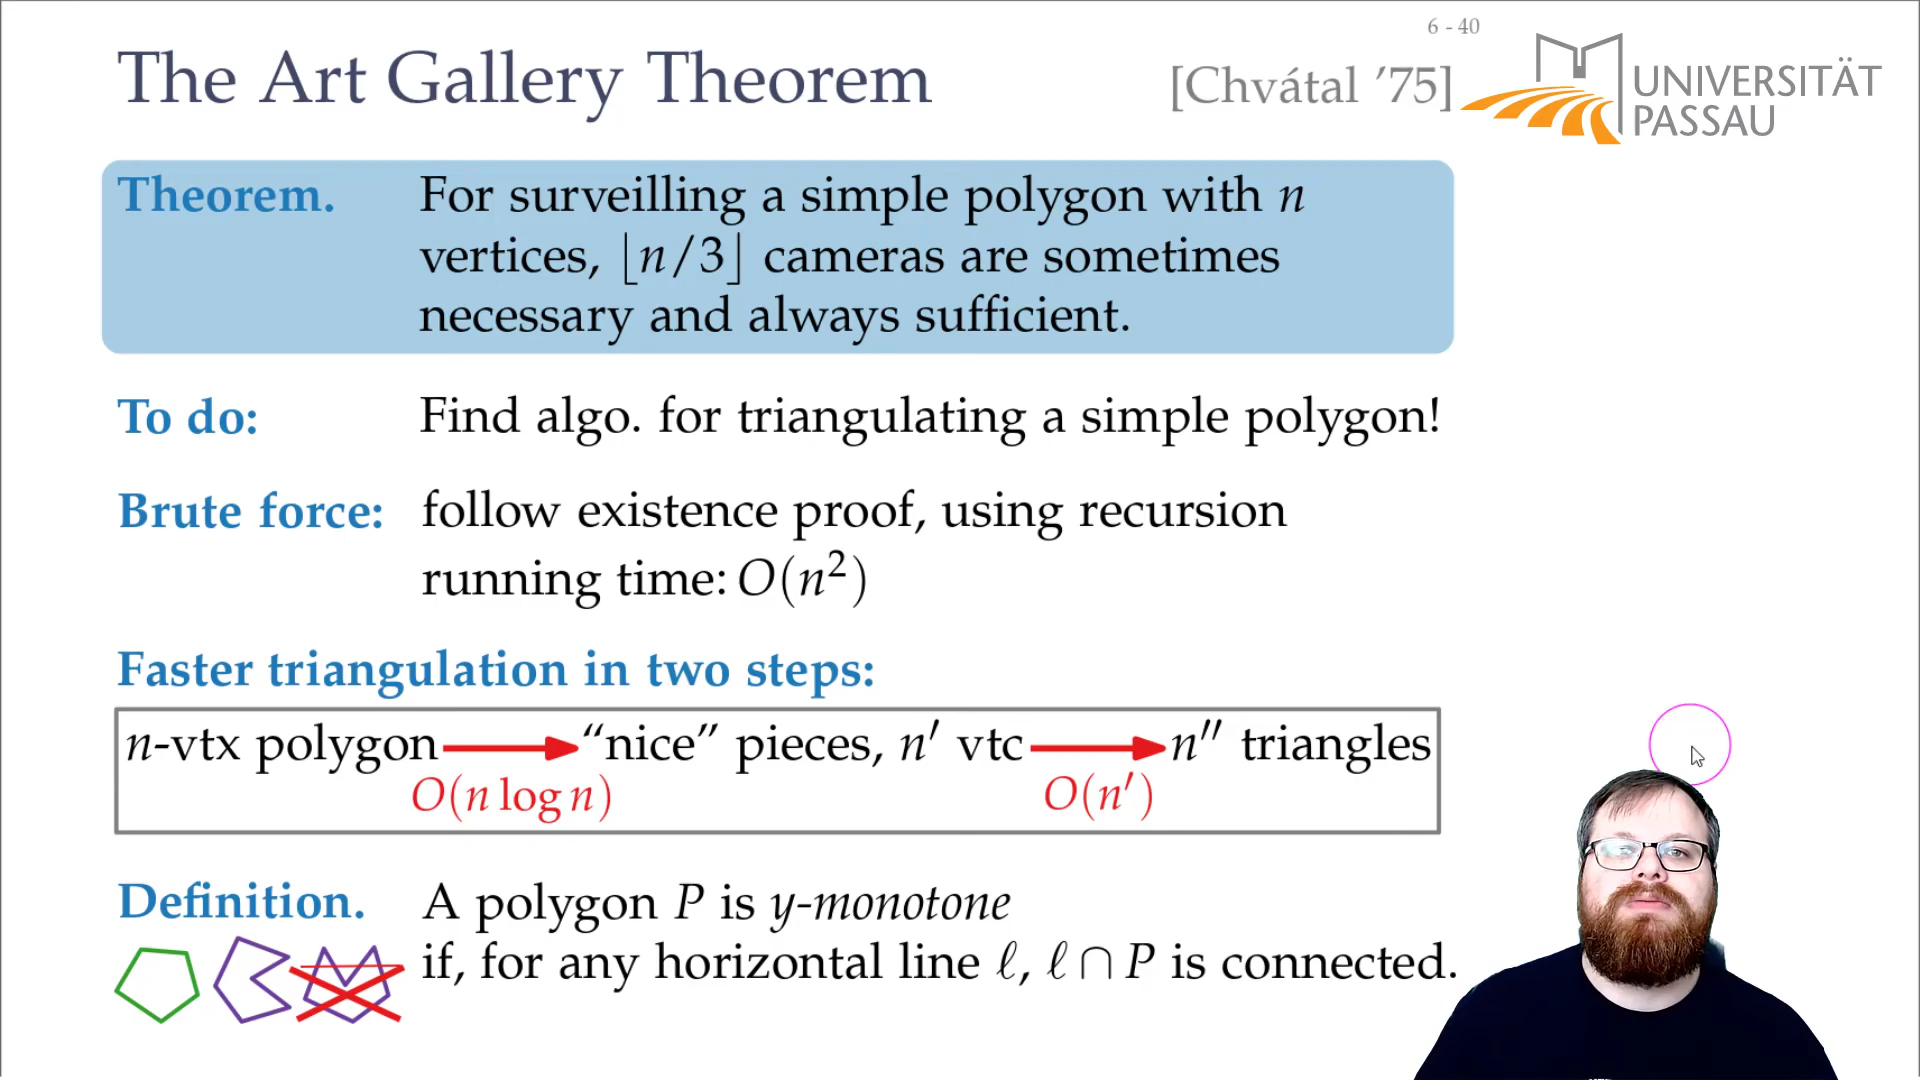 6 - 40
The Art Gallery Theorem [Chvátal ’75]
UNIVERSITÄT
PASSAU
Theorem. For surveilling a simple polygon with n
vertices, ⌊n/3⌋ cameras are sometimes
necessary and always sufficient.
To do: Find algo. for triangulating a simple polygon!
Brute force: follow existence proof, using recursion
running time: O(n²)
Faster triangulation in two steps:
n-vtx polygon “nice” pieces, n′ vtc n″ triangles
O(n log n) O(n′)
Definition. A polygon P is y-monotone
if, for any horizontal line ℓ, ℓ ∩ P is connected.